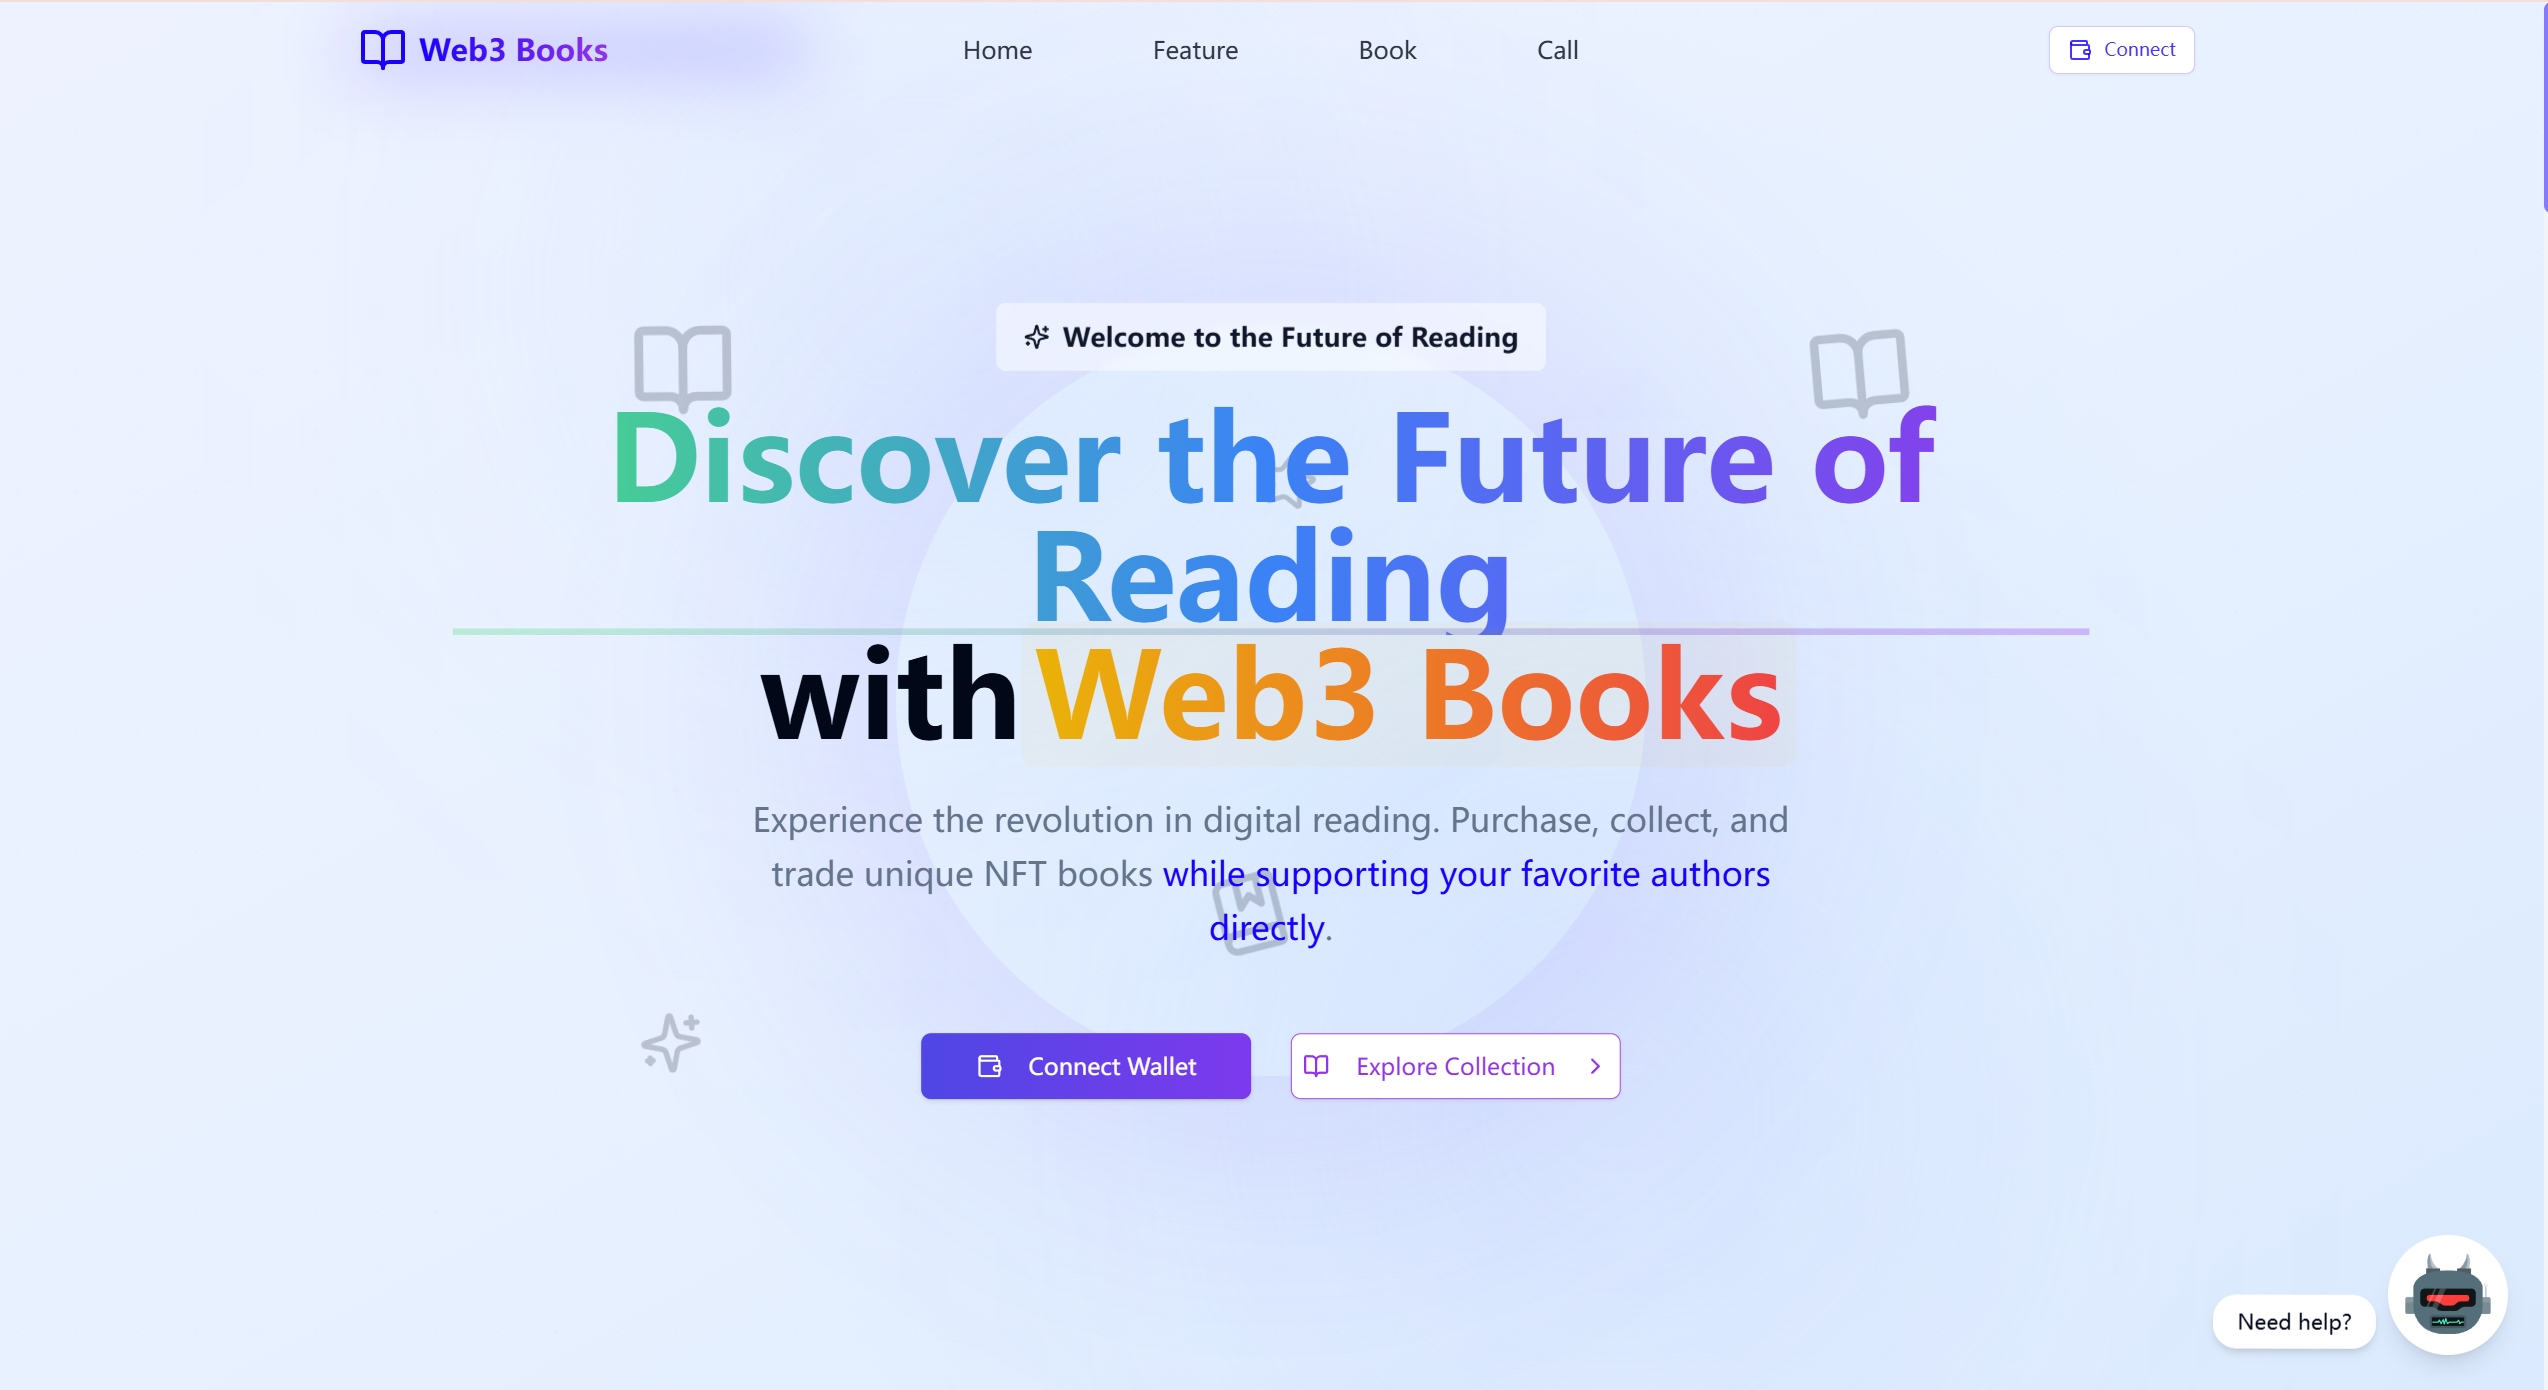 Web3 Books
Home
Feature
Book
Call
Connect
Welcome to the Future of Reading
Discover the Future of
Reading
with Web3 Books
Experience the revolution in digital reading. Purchase, collect, and
trade unique NFT books while supporting your favorite authors
directly.
Connect Wallet
Explore Collection
Need help?